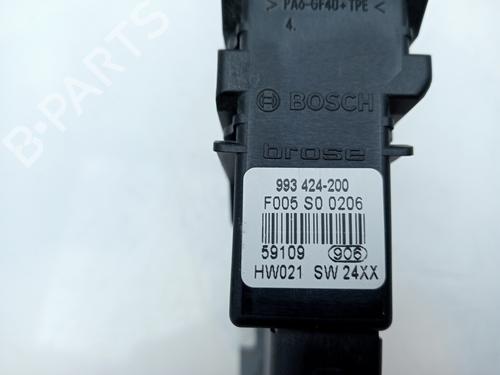 >PA6-GF40+TPE
4.
BOSCH
brose
993 424-200
F005 S0 0206
59109 906
HW021 SW 24XX
B-PARTS